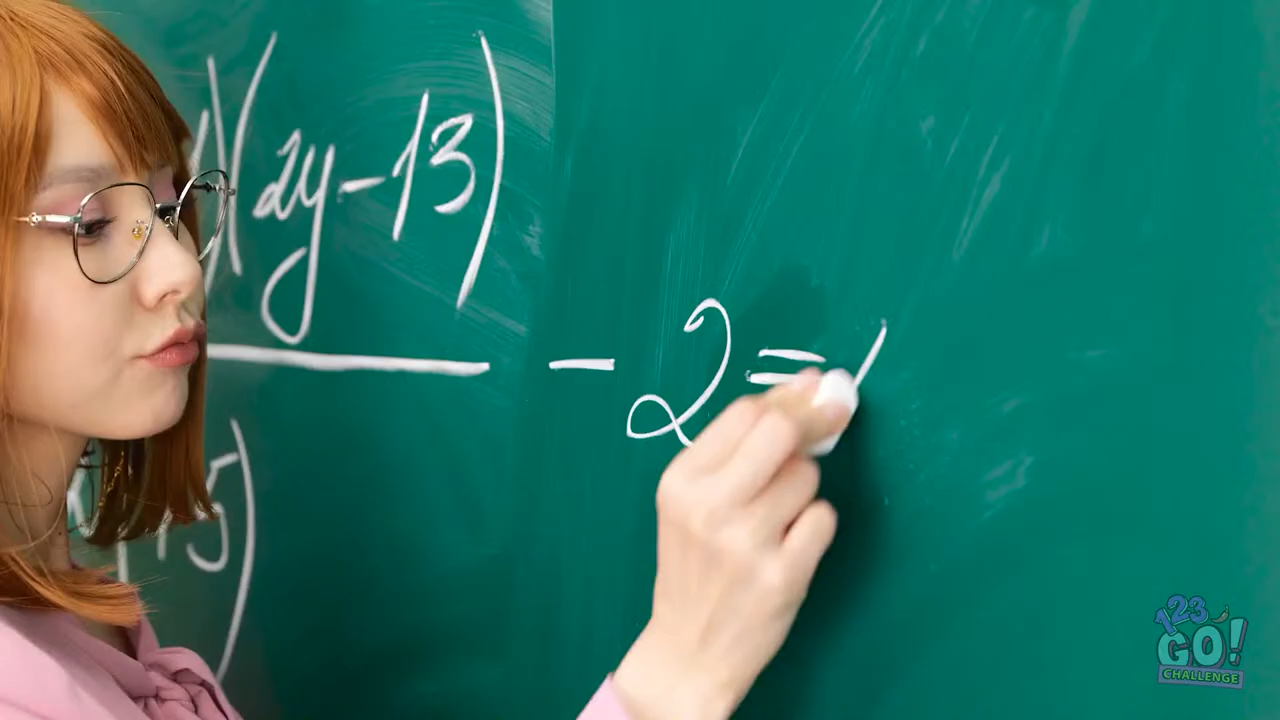 (2y-13)
- 2 =
5)
123
GO!
CHALLENGE